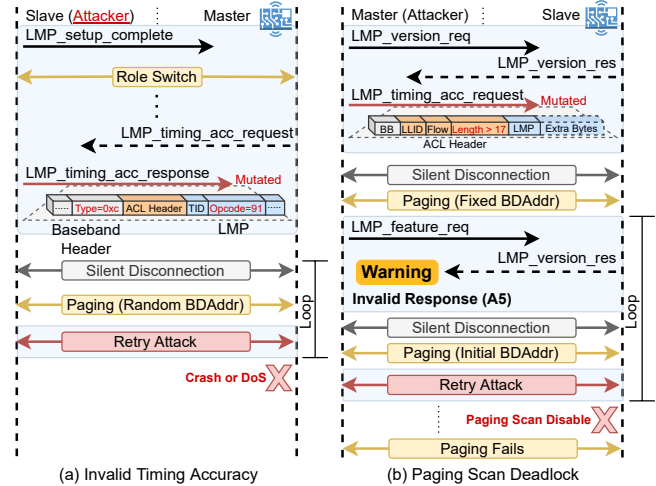 Slave (Attacker)
Master
LMP_setup_complete
Role Switch
LMP_timing_acc_request
LMP_timing_acc_response
Mutated
Type=0xc
ACL Header
TID
Opcode=91
Baseband
LMP
Header
Silent Disconnection
Paging (Random BDAddr)
Retry Attack
Loop
Crash or DoS
(a) Invalid Timing Accuracy
Master (Attacker)
Slave
LMP_version_req
LMP_version_res
LMP_timing_acc_request
Mutated
BB
LLID
Flow
Length > 17
LMP
Extra Bytes
ACL Header
Silent Disconnection
Paging (Fixed BDAddr)
LMP_feature_req
LMP_version_res
Warning
Invalid Response (A5)
Silent Disconnection
Paging (Initial BDAddr)
Retry Attack
Loop
Paging Scan Disable
Paging Fails
(b) Paging Scan Deadlock